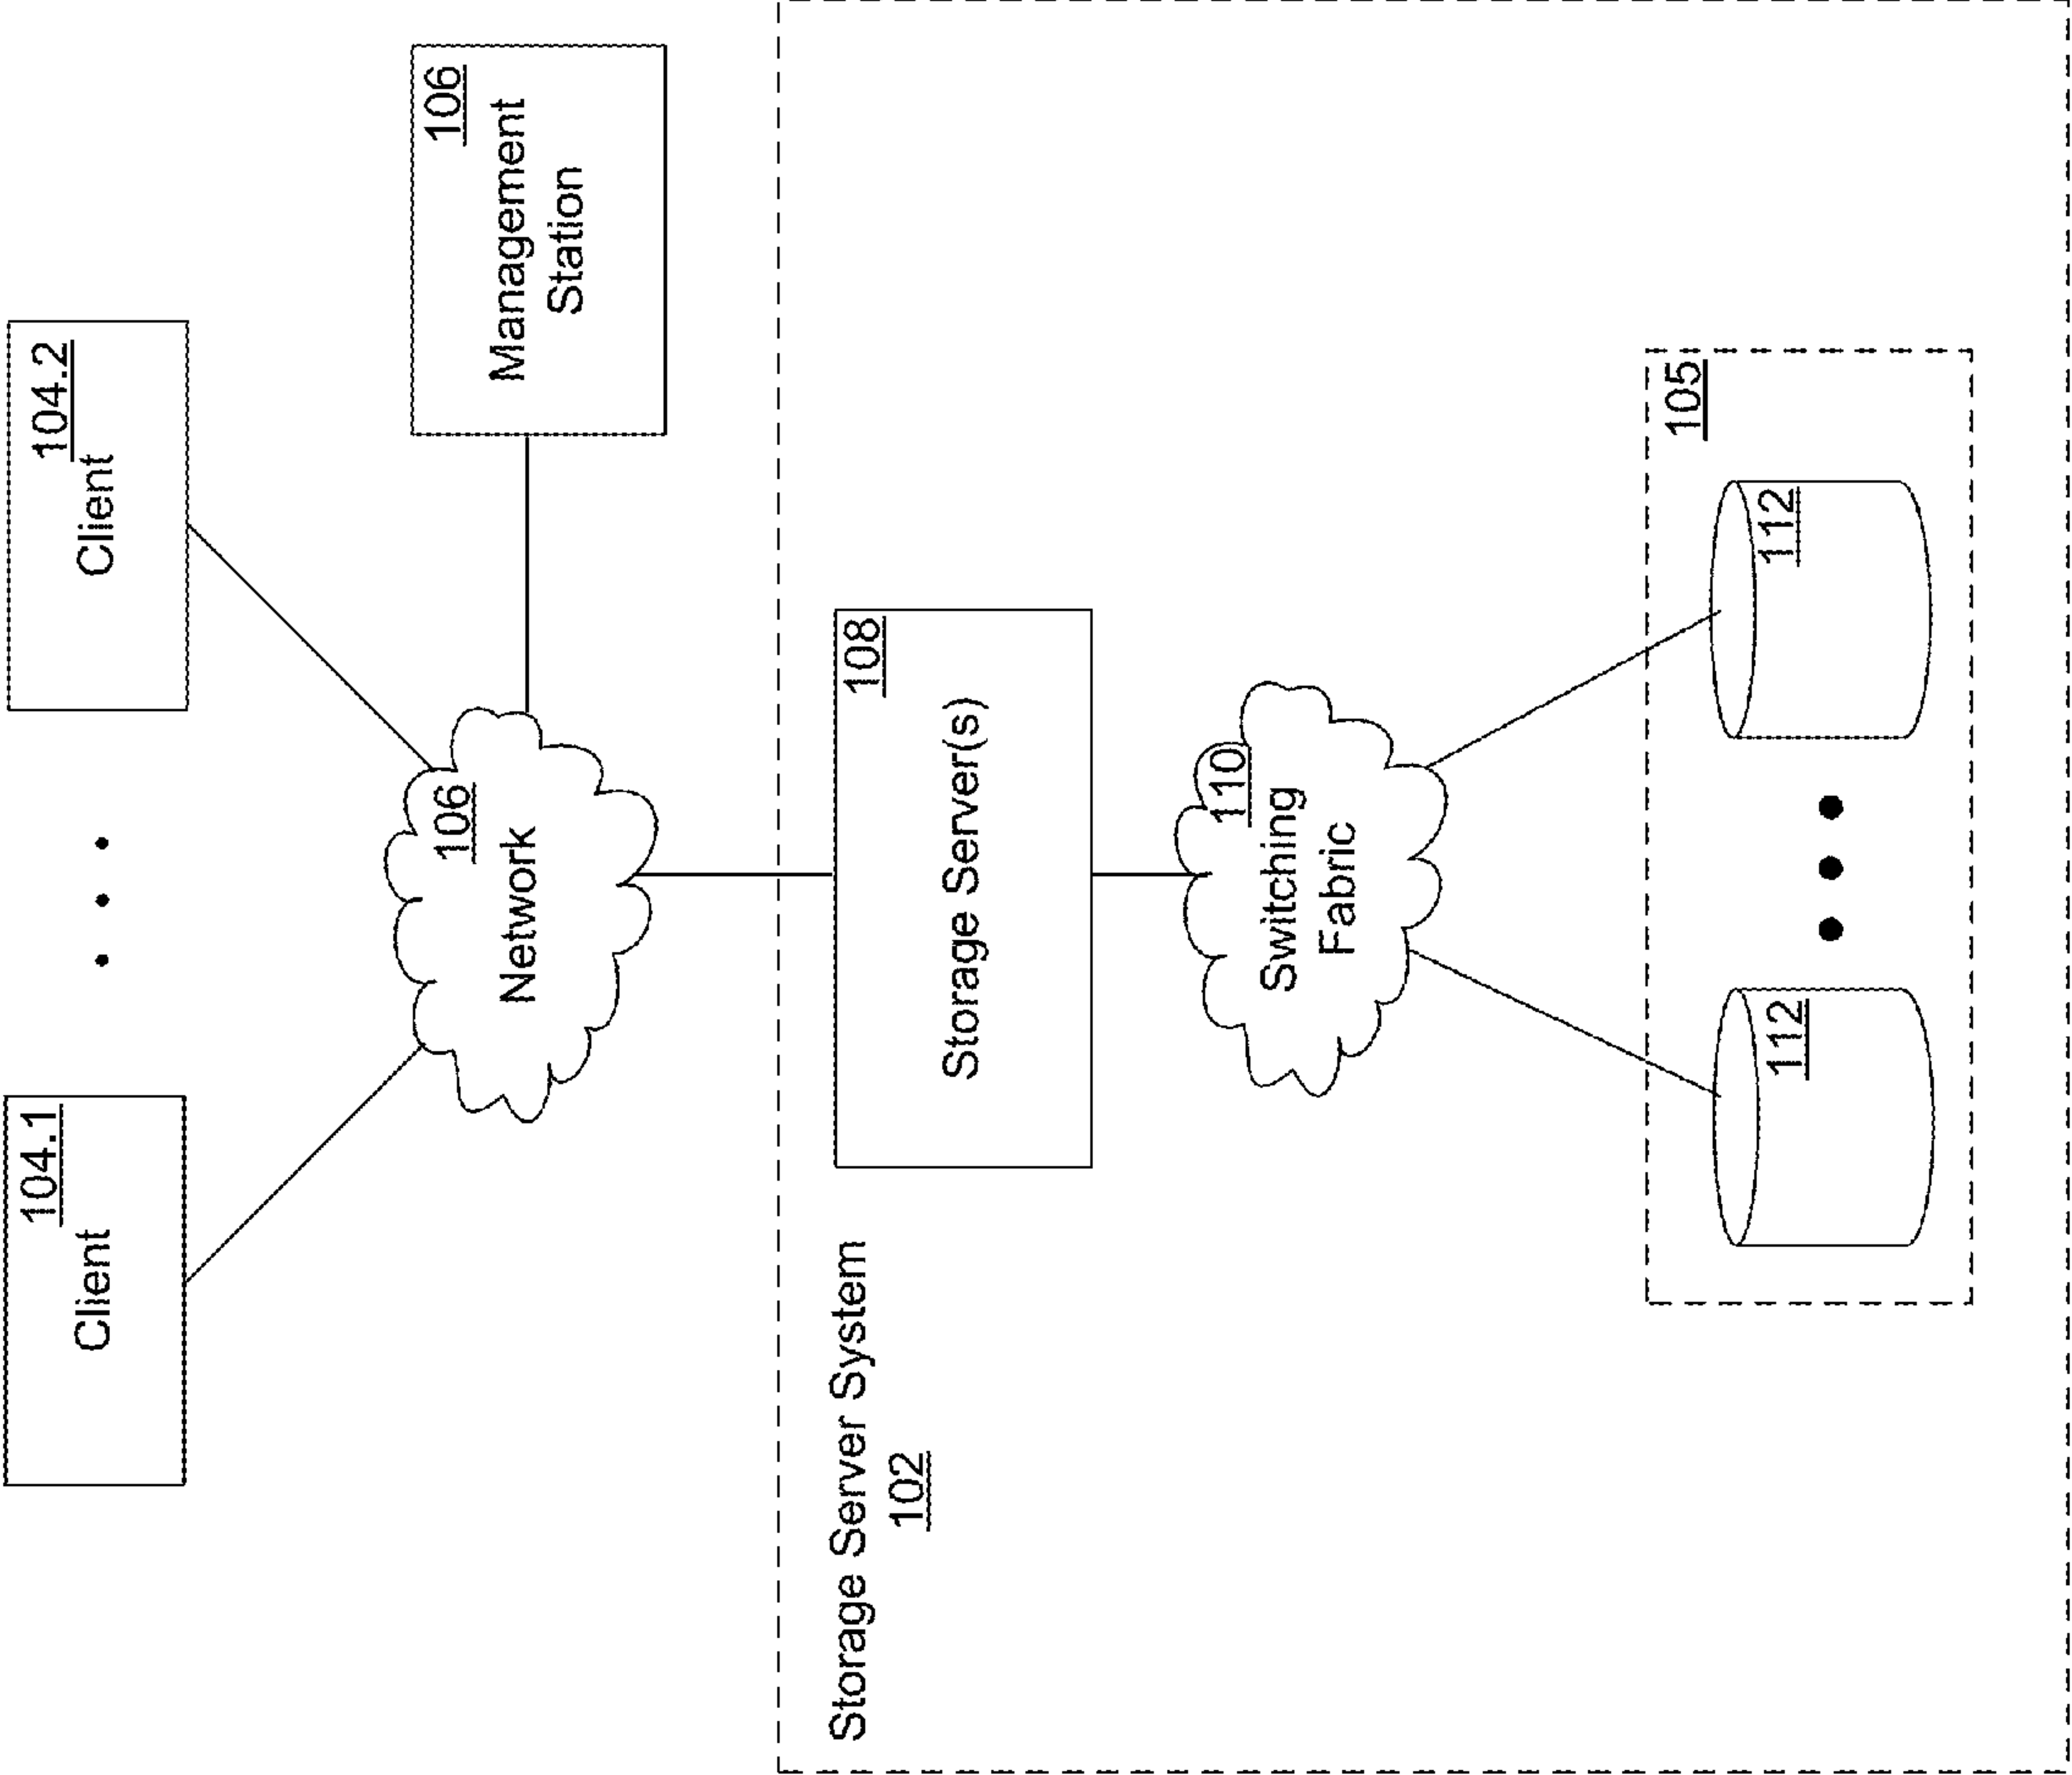 104.1
Client
104.2
Client
106
Network
106
Management
Station
Storage Server System
102
108
Storage Server(s)
110
Switching
Fabric
105
112
112